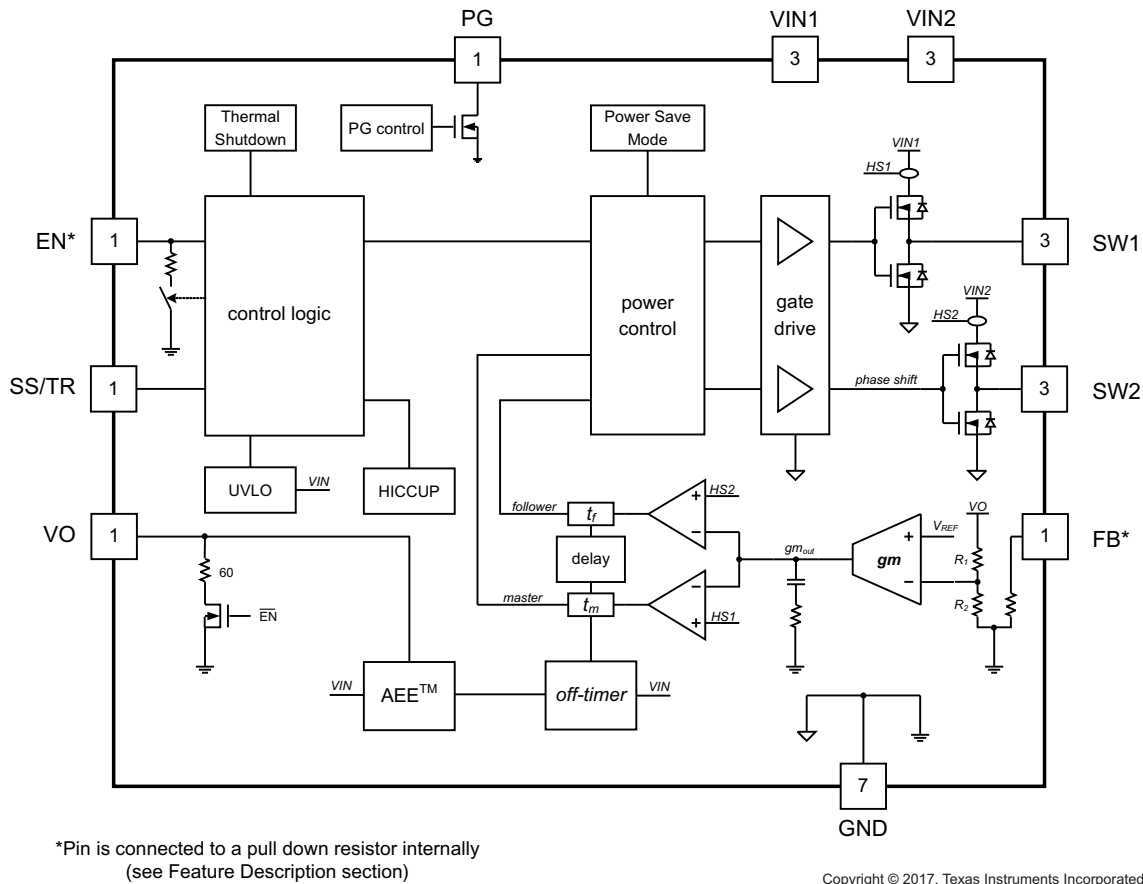 PG
VIN1
VIN2
1
3
3
Thermal
Shutdown
PG control
Power Save
Mode
VIN1
HS1
EN*
1
3
SW1
control logic
power
control
gate
drive
VIN2
HS2
SS/TR
1
phase shift
3
SW2
UVLO
VIN
HICCUP
follower
tf
HS2
VO
1
VREF
VO
1
FB*
delay
gmout
gm
R1
60
master
tm
HS1
R2
EN
VIN
AEE™
off-timer
VIN
7
GND
*Pin is connected to a pull down resistor internally
(see Feature Description section)
Copyright © 2017, Texas Instruments Incorporated